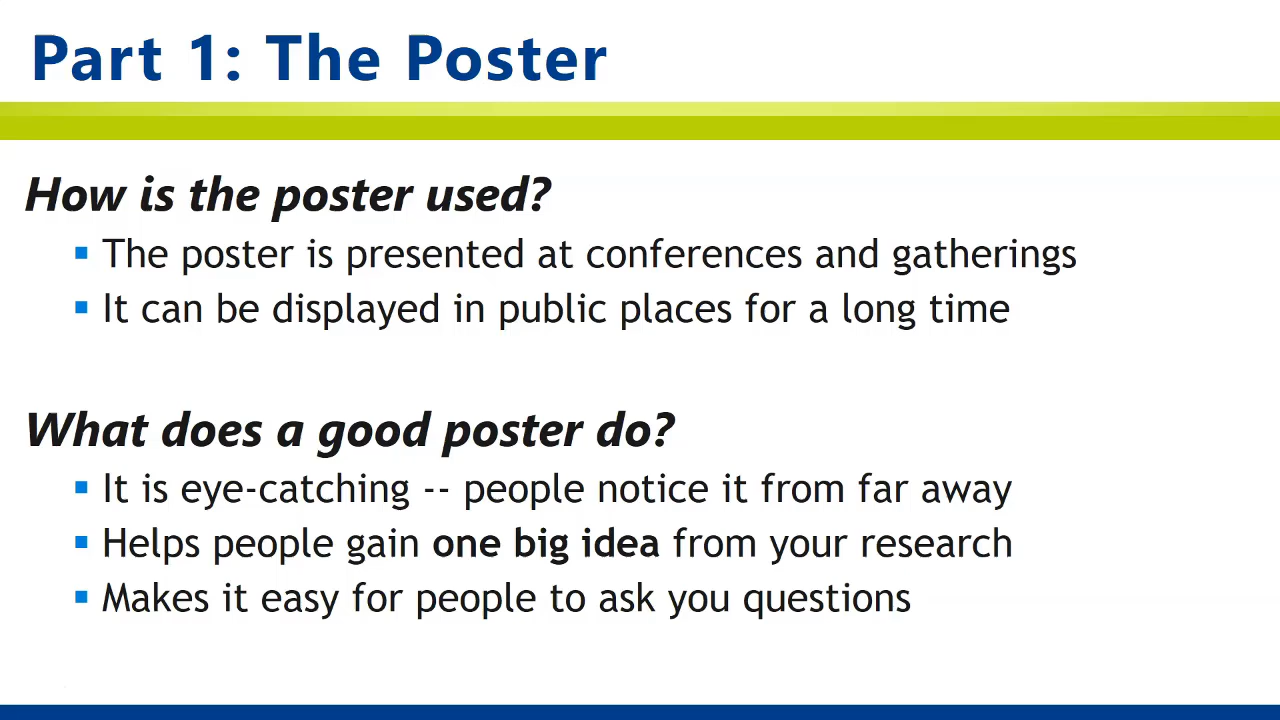 Part 1: The Poster
How is the poster used?
▪ The poster is presented at conferences and gatherings
▪ It can be displayed in public places for a long time
What does a good poster do?
▪ It is eye-catching -- people notice it from far away
▪ Helps people gain one big idea from your research
▪ Makes it easy for people to ask you questions